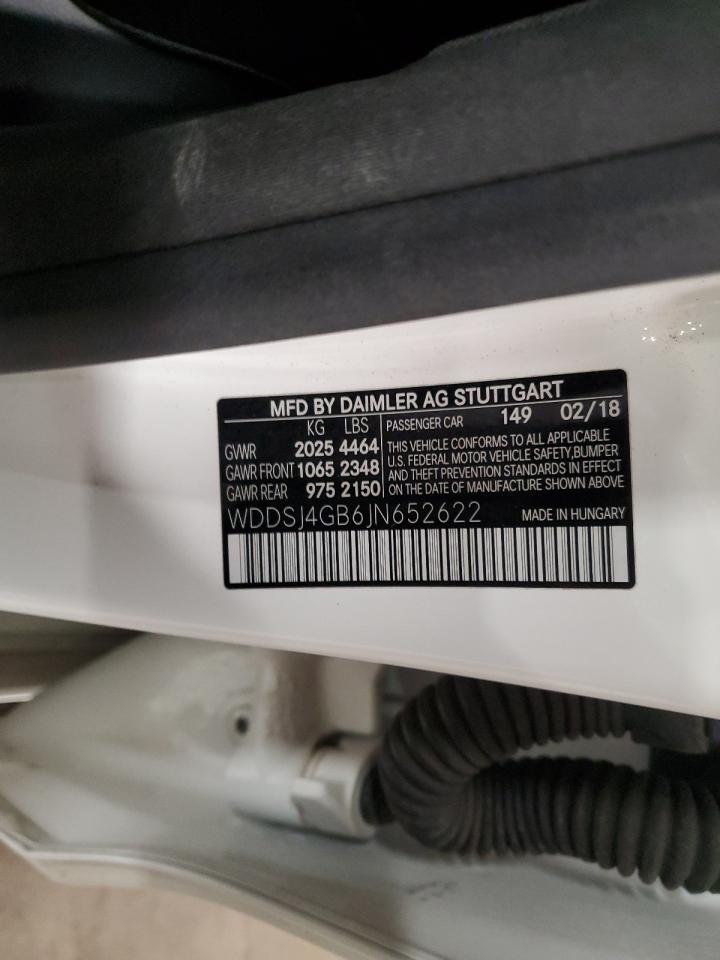 MFD BY DAIMLER AG STUTTGART
KG LBS
GVWR 2025 4464
GAWR FRONT 1065 2348
GAWR REAR 975 2150
PASSENGER CAR 149 02/18
THIS VEHICLE CONFORMS TO ALL APPLICABLE
U.S. FEDERAL MOTOR VEHICLE SAFETY,BUMPER
AND THEFT PREVENTION STANDARDS IN EFFECT
ON THE DATE OF MANUFACTURE SHOWN ABOVE
WDDSJ4GB6JN652622 MADE IN HUNGARY